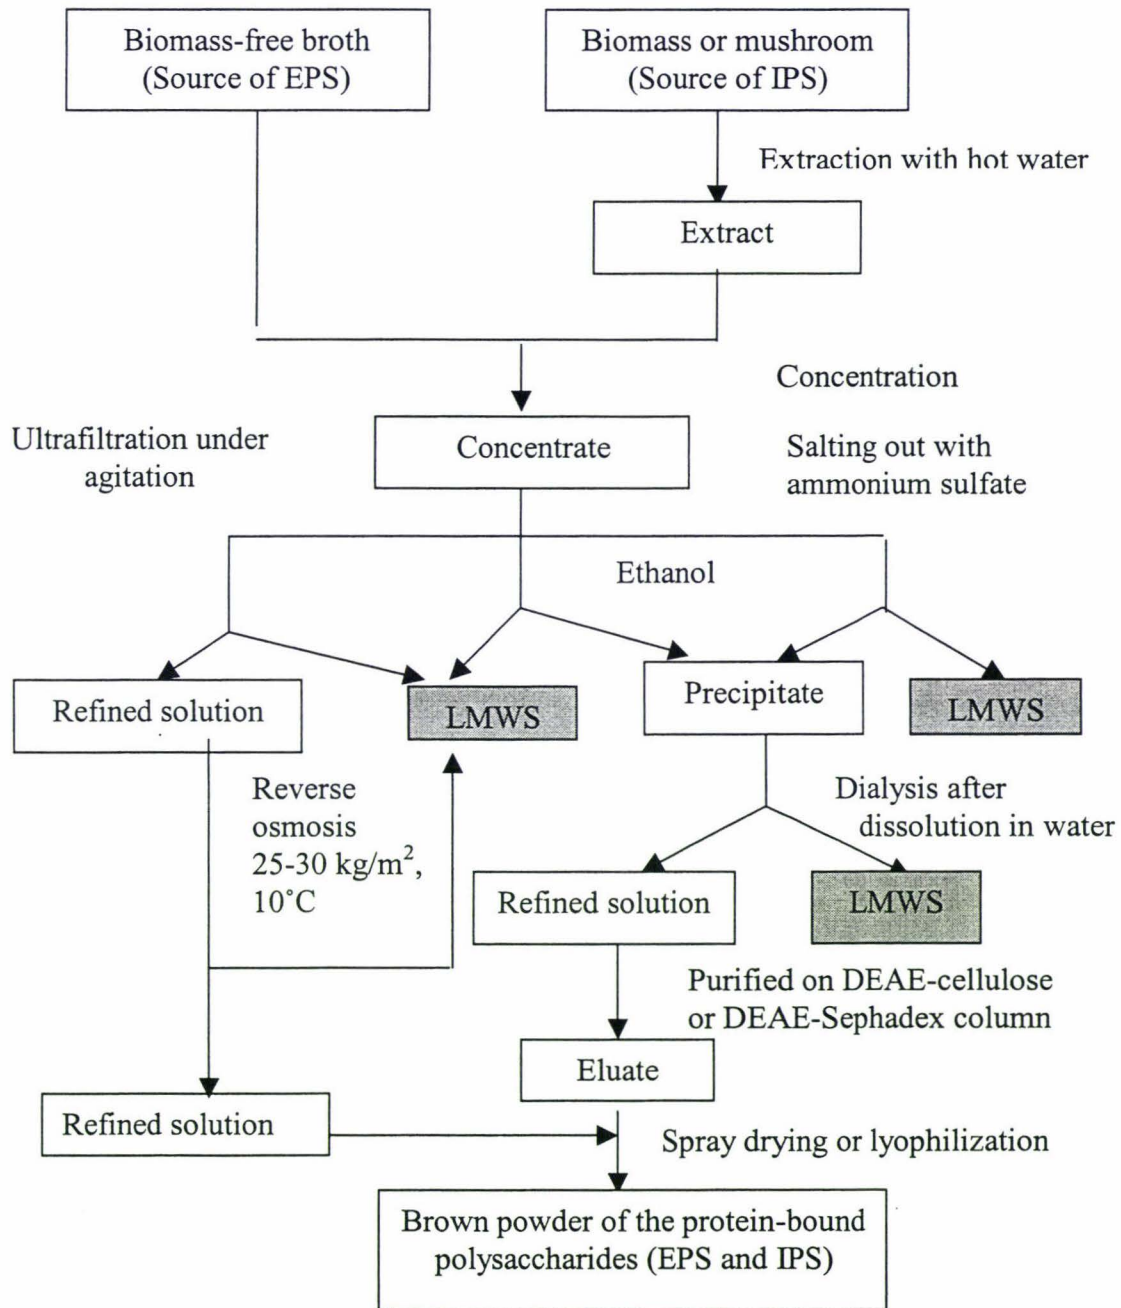 Biomass-free broth
(Source of EPS)
Biomass or mushroom
(Source of IPS)
Extraction with hot water
Extract
Concentration
Ultrafiltration under
agitation
Concentrate
Salting out with
ammonium sulfate
Ethanol
Refined solution
LMWS
Precipitate
LMWS
Reverse
osmosis
25-30 kg/m²,
10˚C
Dialysis after
dissolution in water
Refined solution
LMWS
Purified on DEAE-cellulose
or DEAE-Sephadex column
Eluate
Refined solution
Spray drying or lyophilization
Brown powder of the protein-bound
polysaccharides (EPS and IPS)